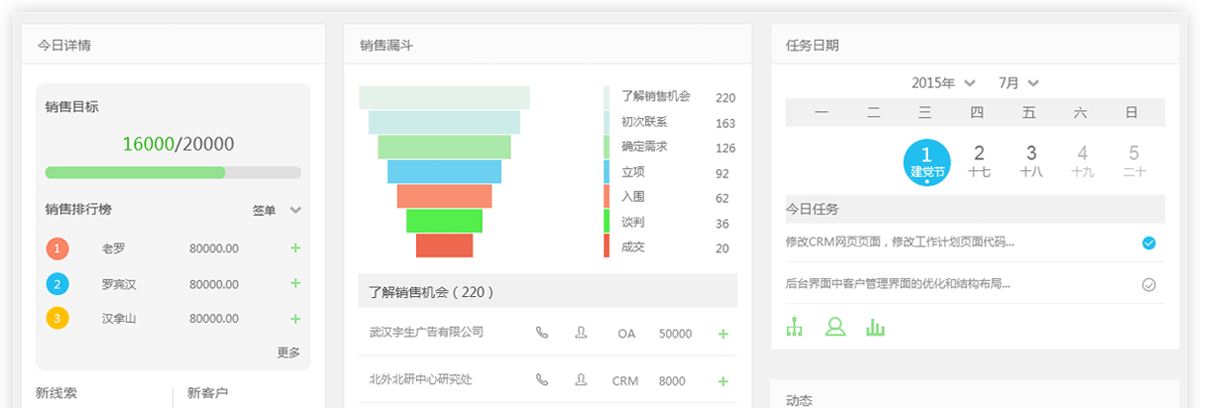 今日详情
销售目标
16000/20000
销售排行榜 签单
1 老罗 80000.00 +
2 罗宾汉 80000.00 +
3 汉拿山 80000.00 +
更多
新线索 新客户
销售漏斗
了解销售机会 220
初次联系 163
确定需求 126
立项 92
入围 62
谈判 36
成交 20
了解销售机会（220）
武汉宇生广告有限公司 OA 50000 +
北外北研中心研究处 CRM 8000 +
任务日期
2015年 7月
一 二 三 四 五 六 日
1 2 3 4 5
建党节 十七 十八 十九 二十
今日任务
修改CRM网页页面，修改工作计划页面代码...
后台界面中客户管理界面的优化和结构布局...
动态